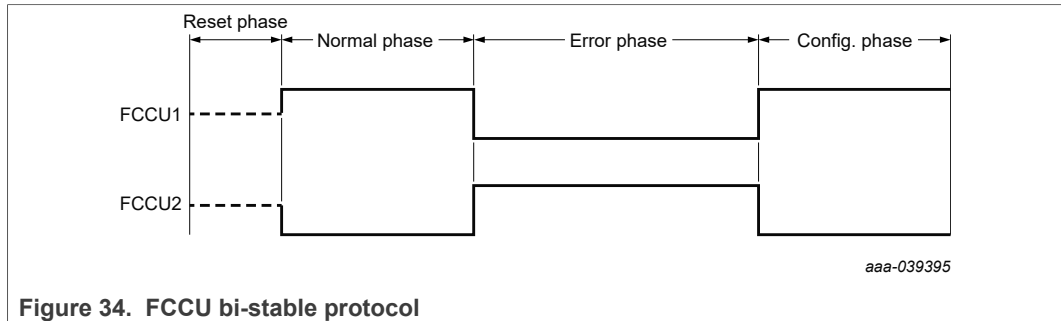 Reset phase
Normal phase
Error phase
Config. phase
FCCU1
FCCU2
aaa-039395
Figure 34. FCCU bi-stable protocol